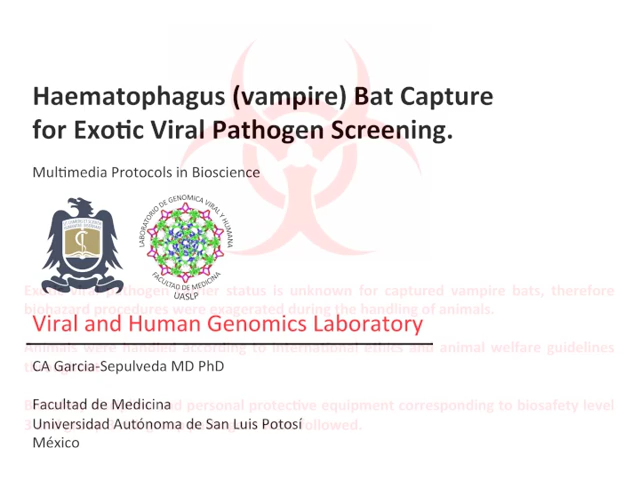 Haematophagus (vampire) Bat Capture
for Exotic Viral Pathogen Screening.
Multimedia Protocols in Bioscience
LABORATORIO DE GENOMICA VIRAL Y HUMANA
FACULTAD DE MEDICINA
UASLP
status is unknown for captured vampire bats, therefore
biohazard procedures were exagerated during the handling of animals.
Viral and Human Genomics Laboratory
Animals were handled according to international ethics and animal welfare guidelines
CA Garcia-Sepulveda MD PhD
personal protective equipment corresponding to biosafety level
Facultad de Medicina
Universidad Autónoma de San Luis Potosí
followed.
México